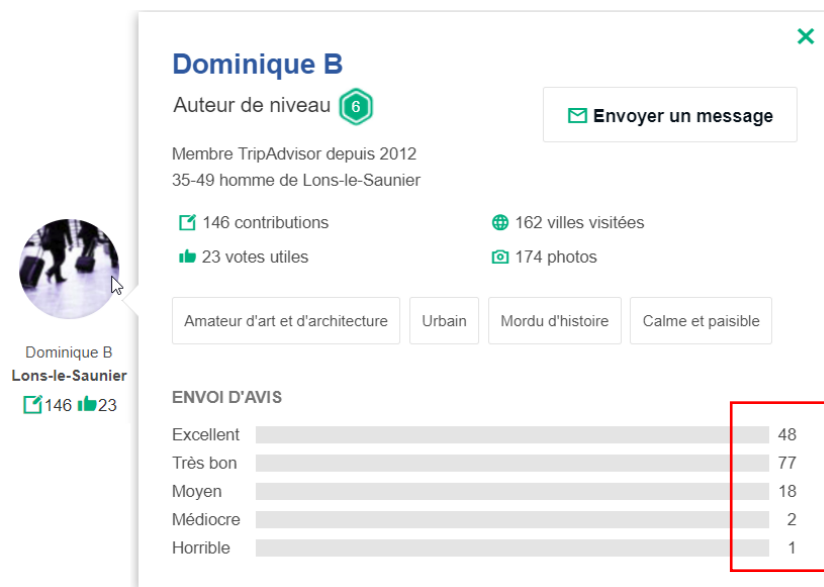 Dominique B
Auteur de niveau 6
Envoyer un message
Membre TripAdvisor depuis 2012
35-49 homme de Lons-le-Saunier
146 contributions
162 villes visitées
23 votes utiles
174 photos
Amateur d'art et d'architecture
Urbain
Mordu d'histoire
Calme et paisible
Dominique B
Lons-le-Saunier
146 23
ENVOI D'AVIS
Excellent 48
Très bon 77
Moyen 18
Médiocre 2
Horrible 1